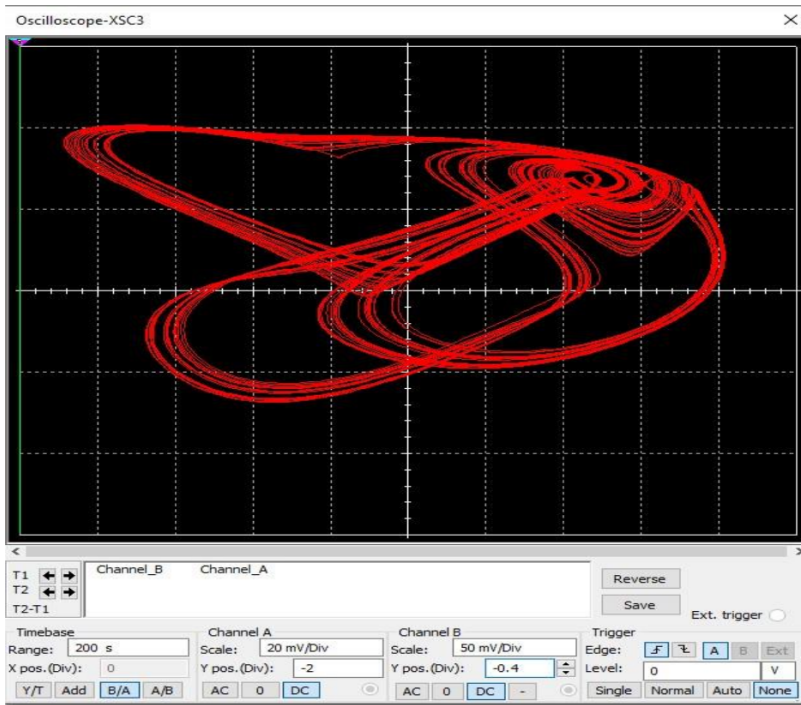 Oscilloscope-XSC3
T1
T2
T2-T1
Channel_B Channel_A
Reverse
Save
Ext. trigger
Timebase
Range: 200 s
X pos.(Div): 0
Y/T Add B/A A/B
Channel A
Scale: 20 mV/Div
Y pos.(Div): -2
AC 0 DC
Channel B
Scale: 50 mV/Div
Y pos.(Div): -0.4
AC 0 DC -
Trigger
Edge: A B Ext
Level: 0 V
Single Normal Auto None